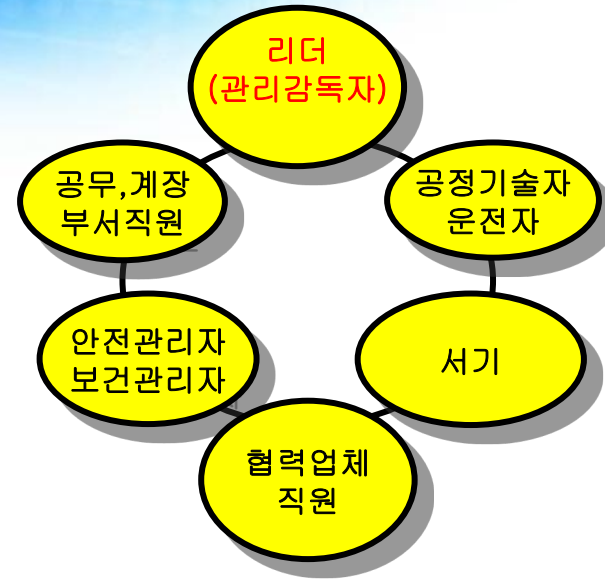 리더
(관리감독자)
공무,계장
부서직원
공정기술자
운전자
안전관리자
보건관리자
서기
협력업체
직원